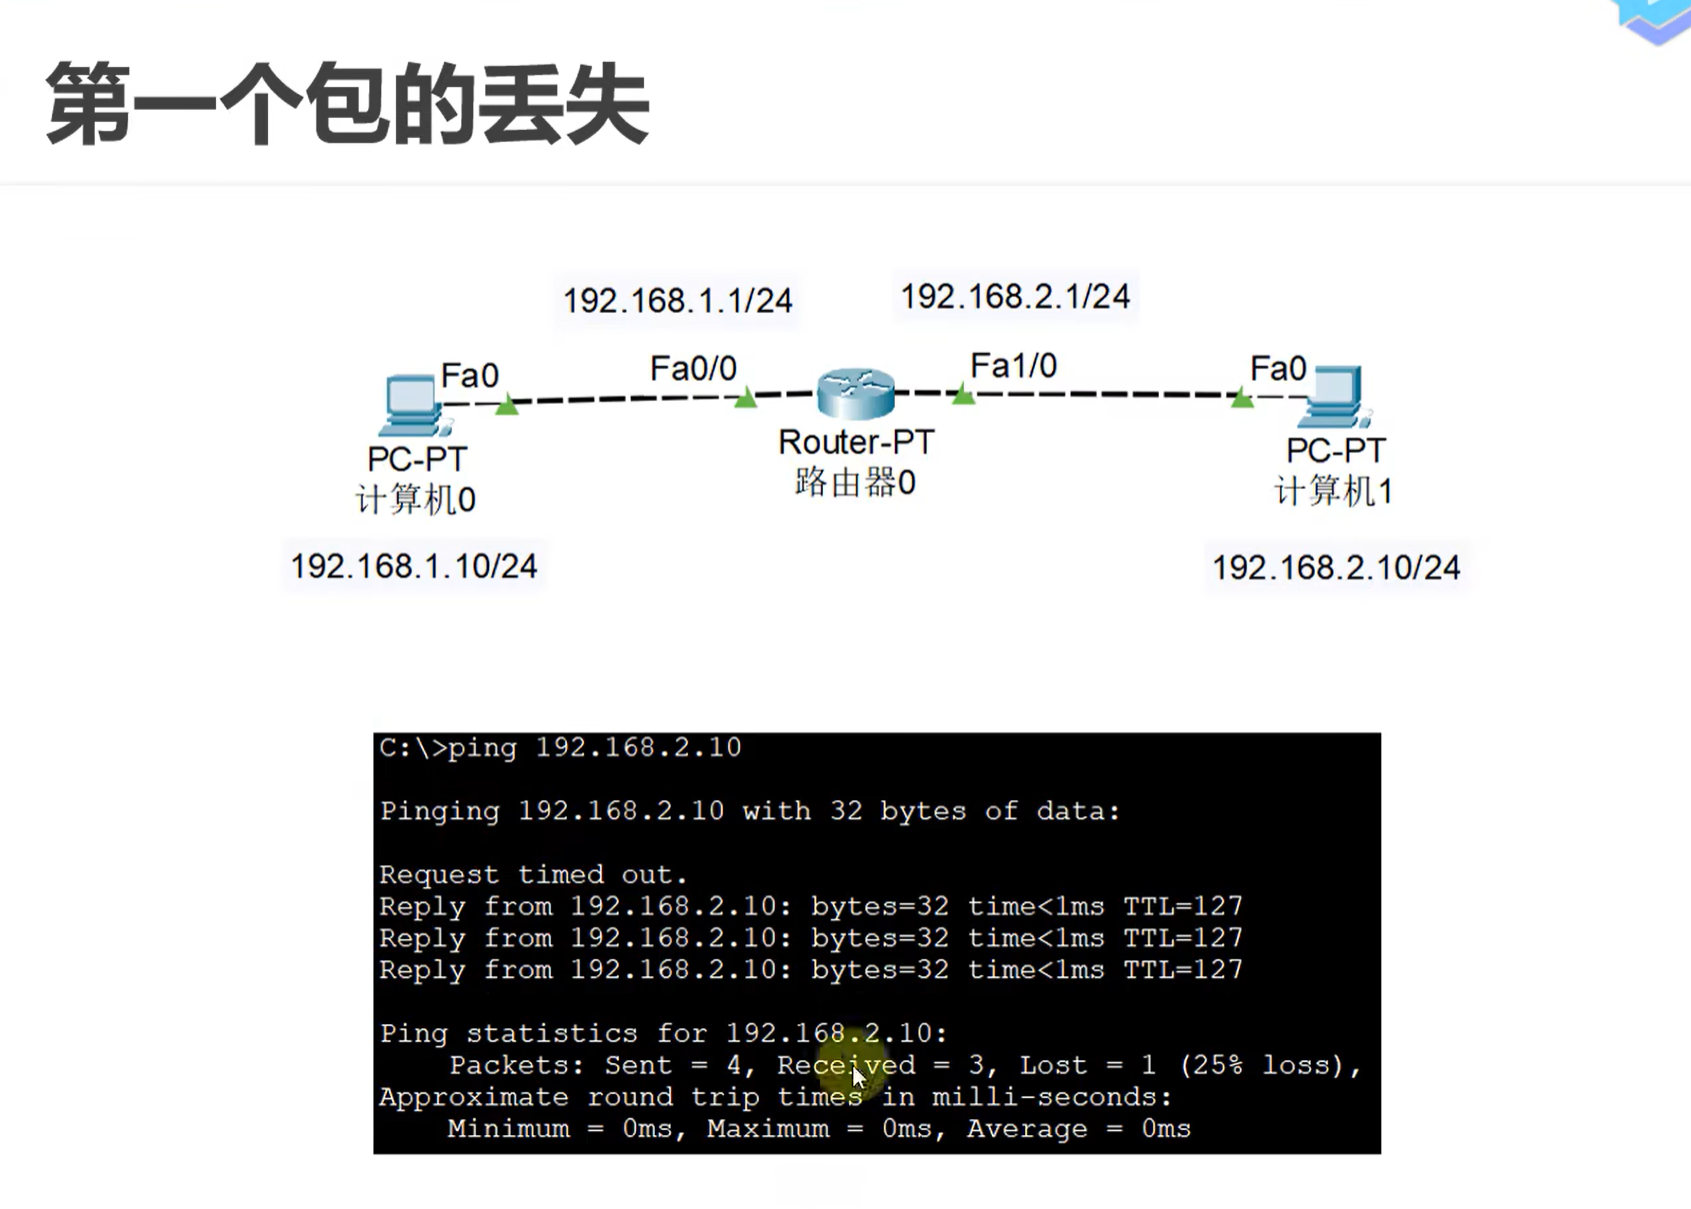 第一个包的丢失
192.168.1.1/24
192.168.2.1/24
Fa0
Fa0/0
Fa1/0
Fa0
PC-PT
计算机0
Router-PT
路由器0
PC-PT
计算机1
192.168.1.10/24
192.168.2.10/24
C:\>ping 192.168.2.10
Pinging 192.168.2.10 with 32 bytes of data:
Request timed out.
Reply from 192.168.2.10: bytes=32 time<1ms TTL=127
Reply from 192.168.2.10: bytes=32 time<1ms TTL=127
Reply from 192.168.2.10: bytes=32 time<1ms TTL=127
Ping statistics for 192.168.2.10:
Packets: Sent = 4, Received = 3, Lost = 1 (25% loss),
Approximate round trip times in milli-seconds:
Minimum = 0ms, Maximum = 0ms, Average = 0ms